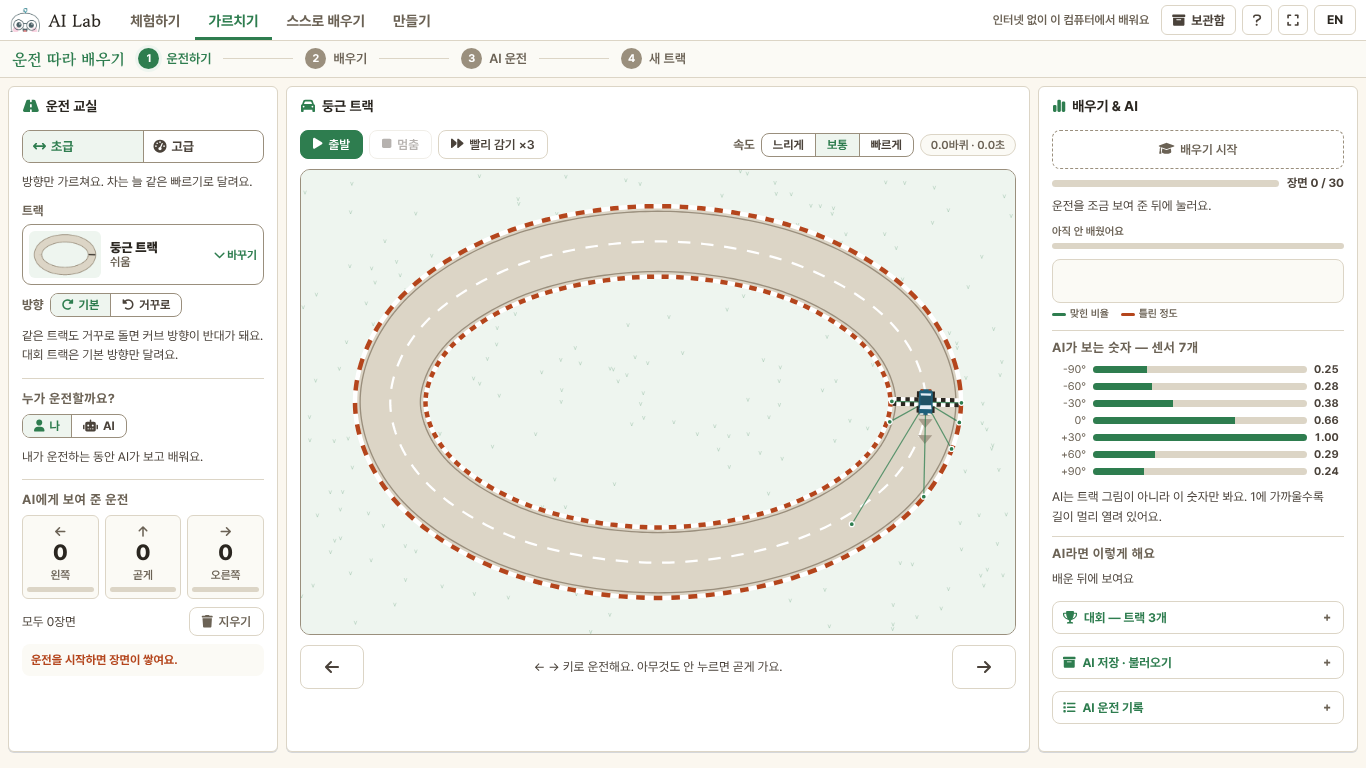 AI Lab
체험하기
가르치기
스스로 배우기
만들기
인터넷 없이 이 컴퓨터에서 배워요
보관함
?
EN
운전 따라 배우기
1 운전하기
2 배우기
3 AI 운전
4 새 트랙
운전 교실
초급
고급
방향만 가르쳐요. 차는 늘 같은 빠르기로 달려요.
트랙
둥근 트랙
쉬움
바꾸기
방향
기본
거꾸로
같은 트랙도 거꾸로 돌면 커브 방향이 반대가 돼요.
대회 트랙은 기본 방향만 달려요.
누가 운전할까요?
나
AI
내가 운전하는 동안 AI가 보고 배워요.
AI에게 보여 준 운전
← ↑ →
0 0 0
왼쪽 곧게 오른쪽
모두 0장면
지우기
운전을 시작하면 장면이 쌓여요.
둥근 트랙
출발
멈춤
빨리 감기 ×3
속도
느리게
보통
빠르게
0.0바퀴 · 0.0초
← → 키로 운전해요. 아무것도 안 누르면 곧게 가요.
배우기 & AI
배우기 시작
장면 0 / 30
운전을 조금 보여 준 뒤에 눌러요.
아직 안 배웠어요
맞힌 비율
틀린 정도
AI가 보는 숫자 — 센서 7개
-90° 0.25
-60° 0.28
-30° 0.38
0° 0.66
+30° 1.00
+60° 0.29
+90° 0.24
AI는 트랙 그림이 아니라 이 숫자만 봐요. 1에 가까울수록
길이 멀리 열려 있어요.
AI라면 이렇게 해요
배운 뒤에 보여요
대회 — 트랙 3개 +
AI 저장 · 불러오기 +
AI 운전 기록 +